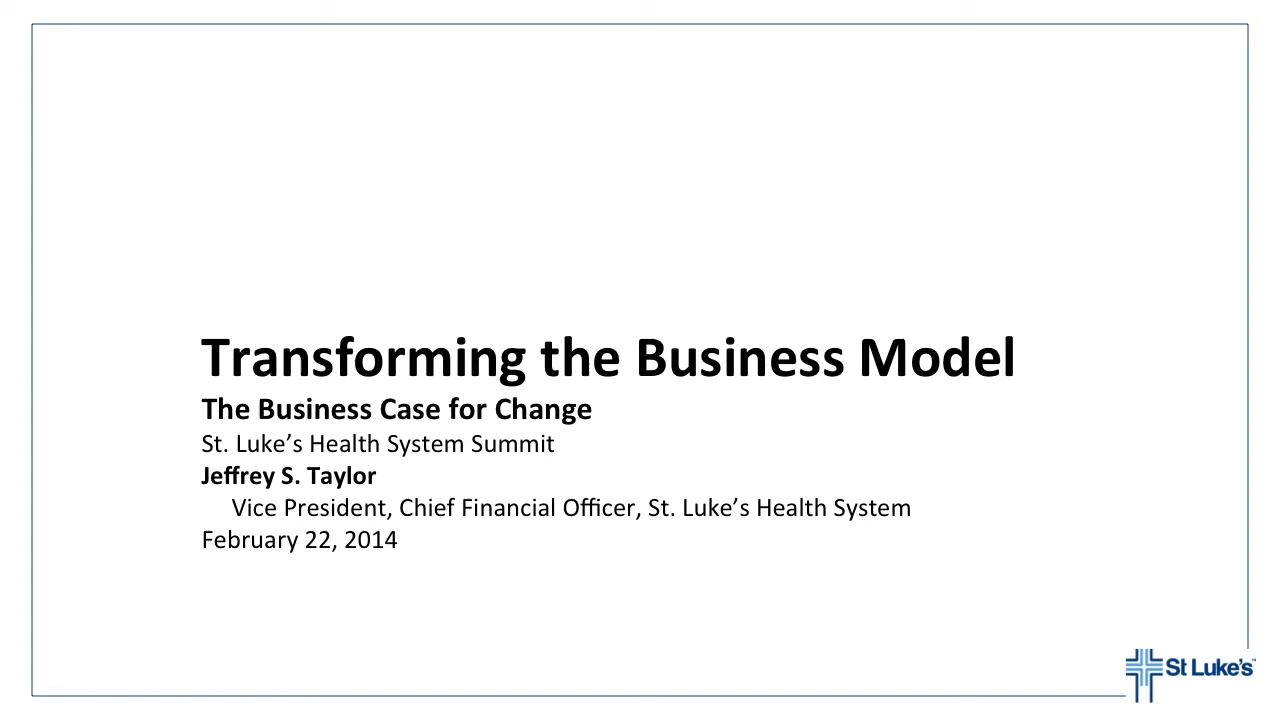 Transforming the Business Model
The Business Case for Change
St. Luke’s Health System Summit
Jeffrey S. Taylor
Vice President, Chief Financial Officer, St. Luke’s Health System
February 22, 2014
St Luke’s™